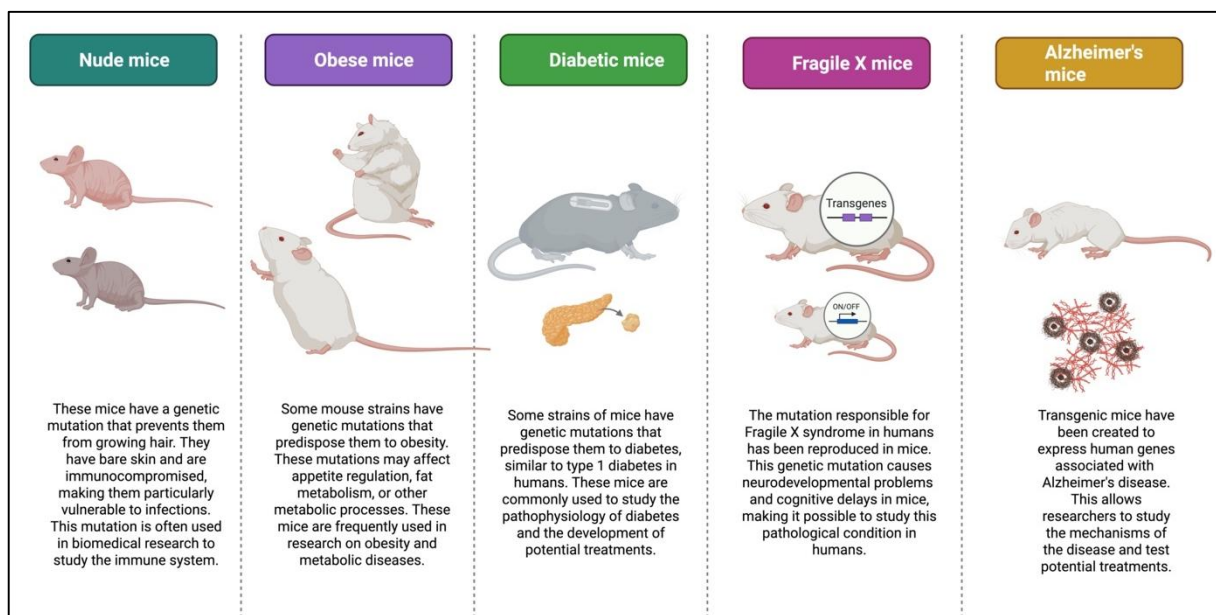 Nude mice
These mice have a genetic
mutation that prevents them
from growing hair. They
have bare skin and are
immunocompromised,
making them particularly
vulnerable to infections.
This mutation is often used
in biomedical research to
study the immune system.
Obese mice
Some mouse strains have
genetic mutations that
predispose them to obesity.
These mutations may affect
appetite regulation, fat
metabolism, or other
metabolic processes. These
mice are frequently used in
research on obesity and
metabolic diseases.
Diabetic mice
Some strains of mice have
genetic mutations that
predispose them to diabetes,
similar to type 1 diabetes in
humans. These mice are
commonly used to study the
pathophysiology of diabetes
and the development of
potential treatments.
Fragile X mice
Transgenes
ON/OFF
The mutation responsible for
Fragile X syndrome in humans
has been reproduced in mice.
This genetic mutation causes
neurodevelopmental problems
and cognitive delays in mice,
making it possible to study this
pathological condition in
humans.
Alzheimer's
mice
Transgenic mice have
been created to
express human genes
associated with
Alzheimer's disease.
This allows
researchers to study
the mechanisms of
the disease and test
potential treatments.